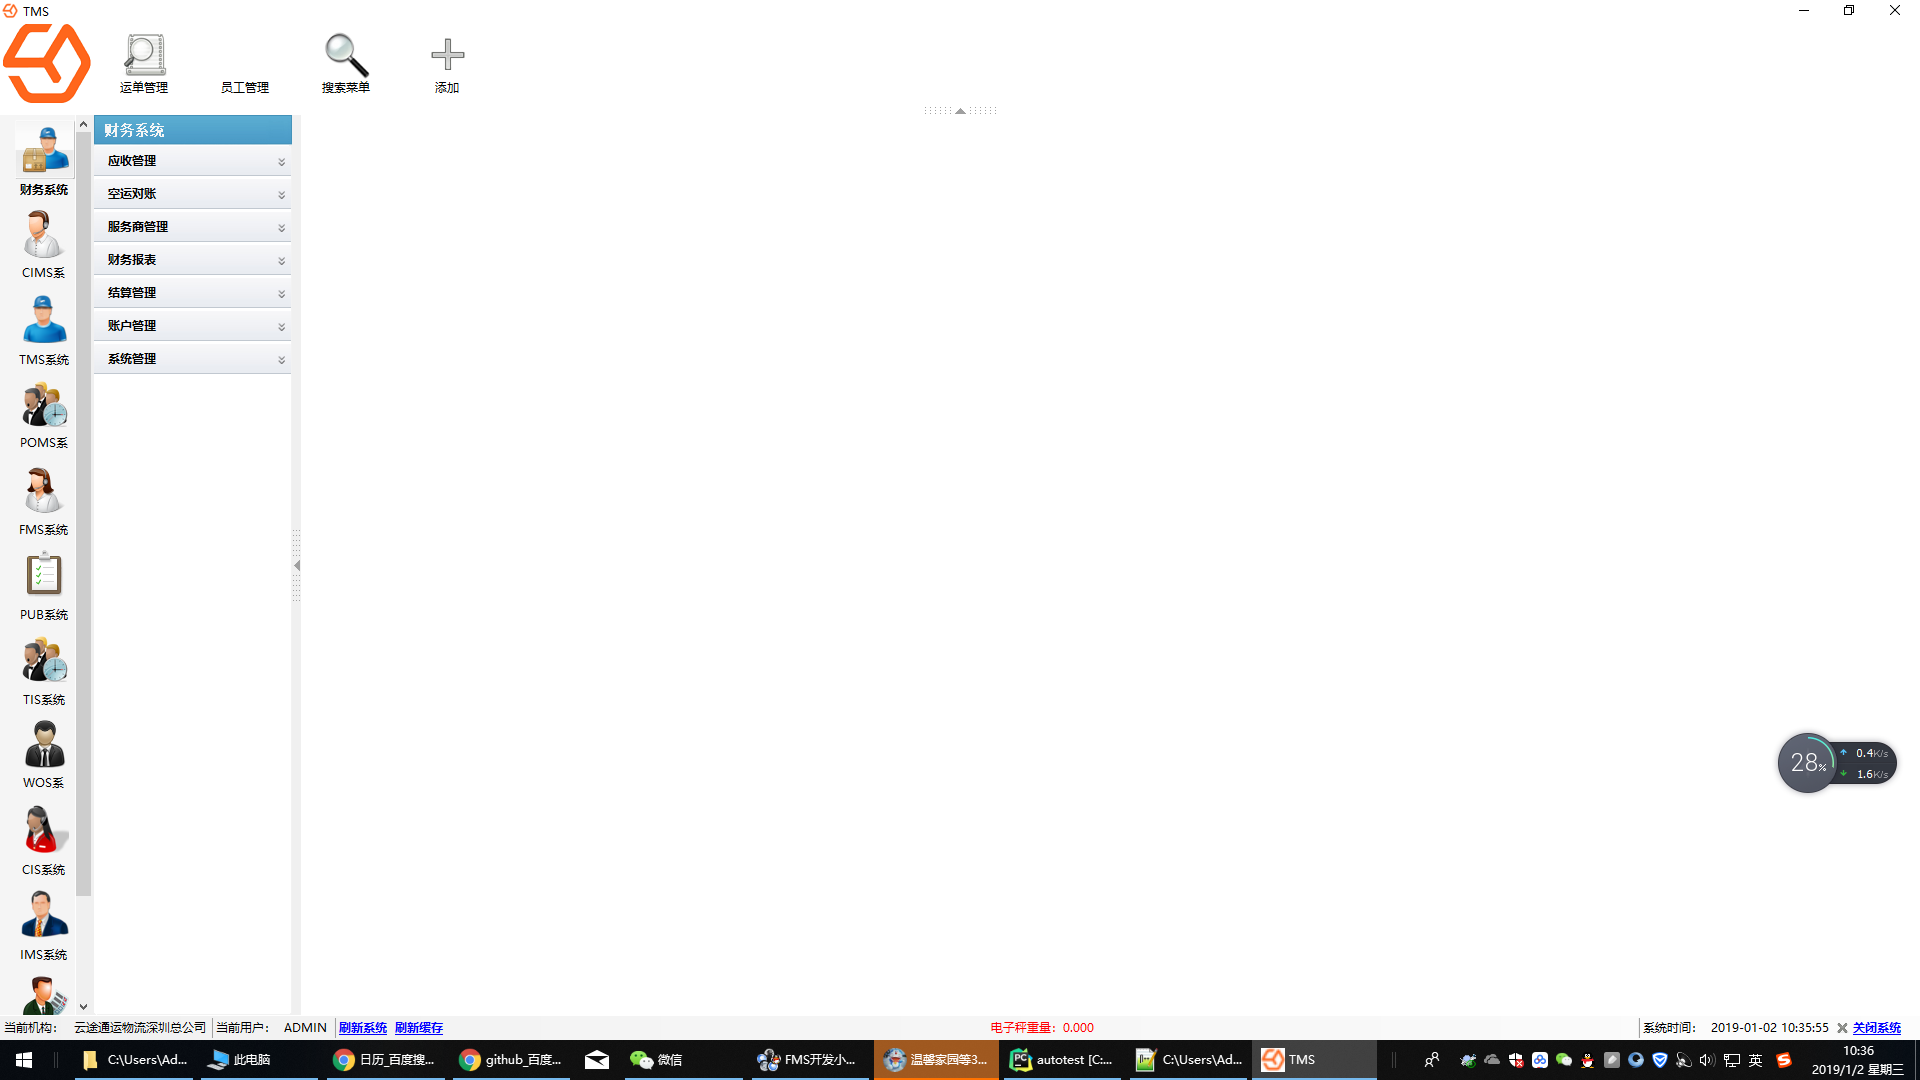 TMS
运单管理
员工管理
搜索菜单
添加
财务系统
应收管理
空运对账
服务商管理
财务报表
结算管理
账户管理
系统管理
财务系统
CIMS系
TMS系统
POMS系
FMS系统
PUB系统
TIS系统
WOS系
CIS系统
IMS系统
28%
0.4K/s
1.6K/s
当前机构： 云途通运物流深圳总公司 当前用户： ADMIN 刷新系统 刷新缓存 电子秤重量：0.000 系统时间： 2019-01-02 10:35:55 关闭系统
C:\Users\Ad... 此电脑 日历_百度搜... github_百度... 微信 FMS开发小... 温馨家园等3... autotest [C:... C:\Users\Ad... TMS 英
10:36
2019/1/2 星期三